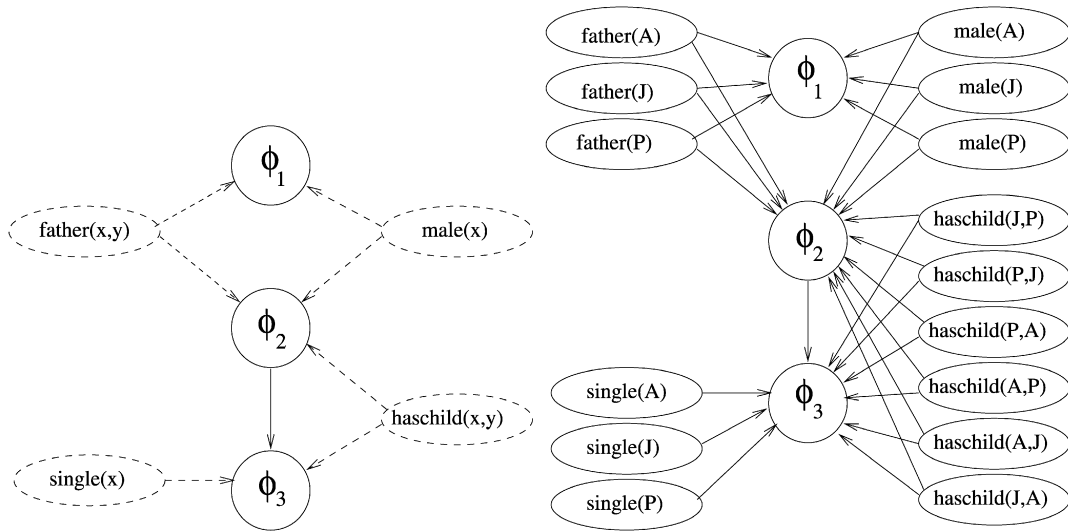 ϕ1
father(x,y)
male(x)
ϕ2
haschild(x,y)
single(x)
ϕ3
father(A)
male(A)
ϕ1
father(J)
male(J)
father(P)
male(P)
haschild(J,P)
ϕ2
haschild(P,J)
haschild(P,A)
single(A)
haschild(A,P)
ϕ3
single(J)
haschild(A,J)
single(P)
haschild(J,A)